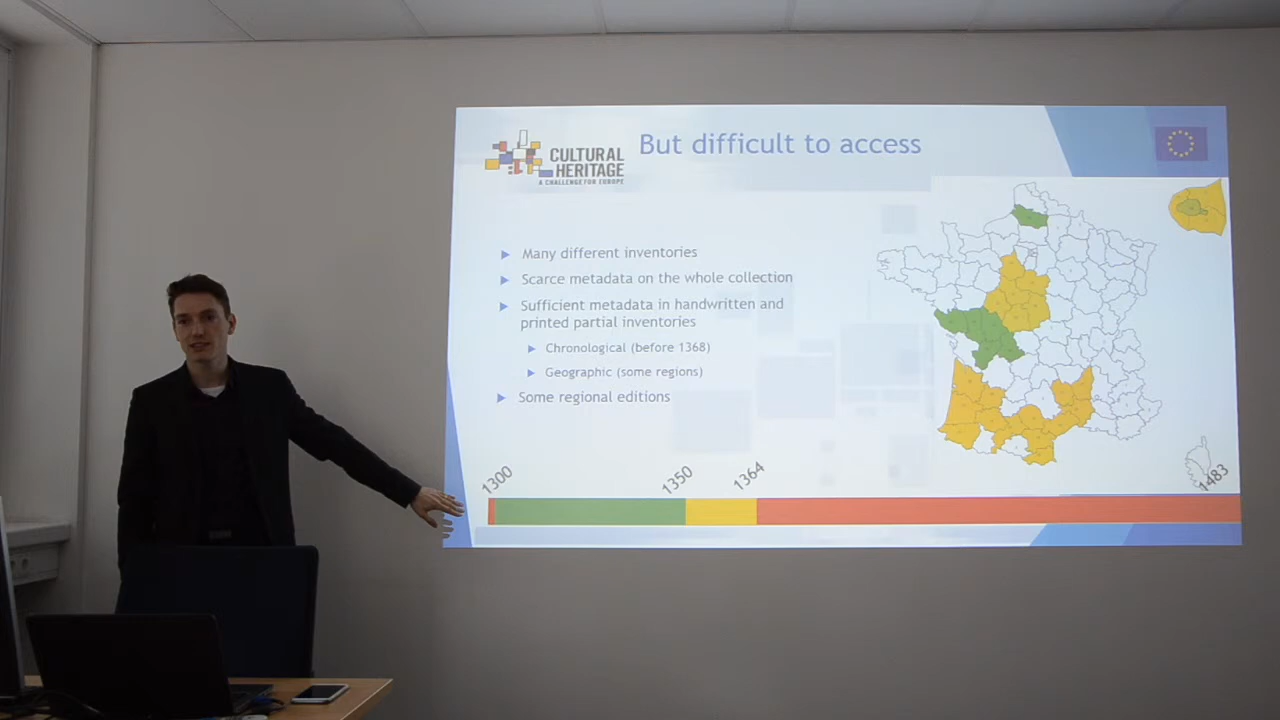 CULTURAL
HERITAGE
A CHALLENGE FOR EUROPE
But difficult to access
Many different inventories
Scarce metadata on the whole collection
Sufficient metadata in handwritten and
printed partial inventories
Chronological (before 1368)
Geographic (some regions)
Some regional editions
1300
1350
1364
1483